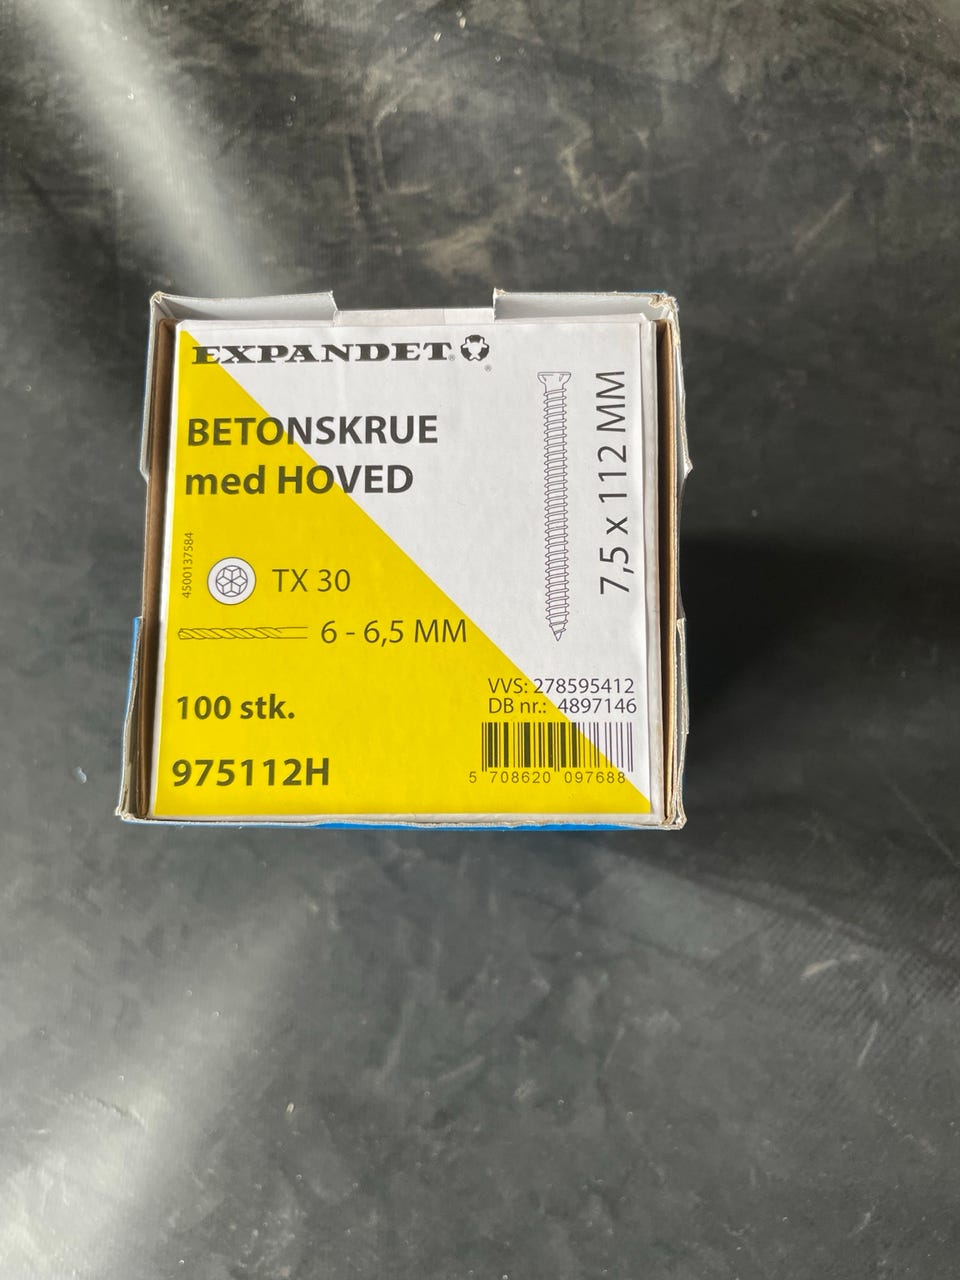 EXPANDET®
®
BETONSKRUE
med HOVED
7,5 x 112 MM
4500137584
TX 30
6 - 6,5 MM
VVS: 278595412
DB nr.: 4897146
100 stk.
975112H
5 708620 097688